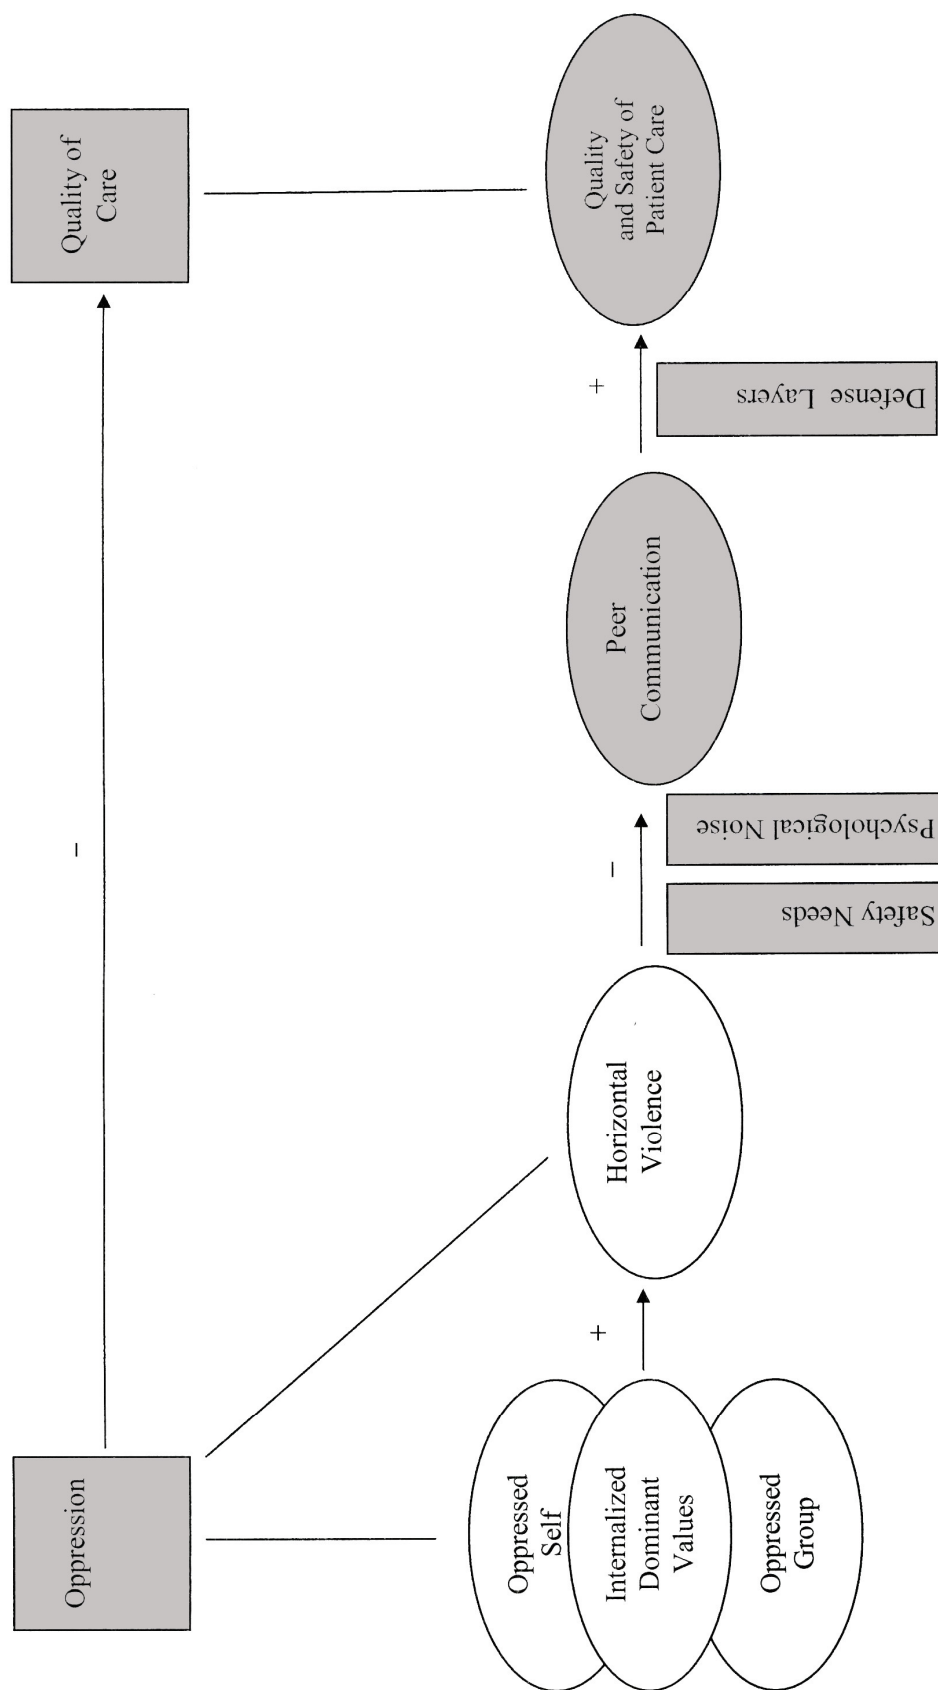 Oppression
−
Quality of
Care
Oppressed
Self
Internalized
Dominant
Values
Oppressed
Group
+
Horizontal
Violence
−
Safety Needs
Psychological Noise
Peer
Communication
+
Defense Layers
Quality
and Safety of
Patient Care